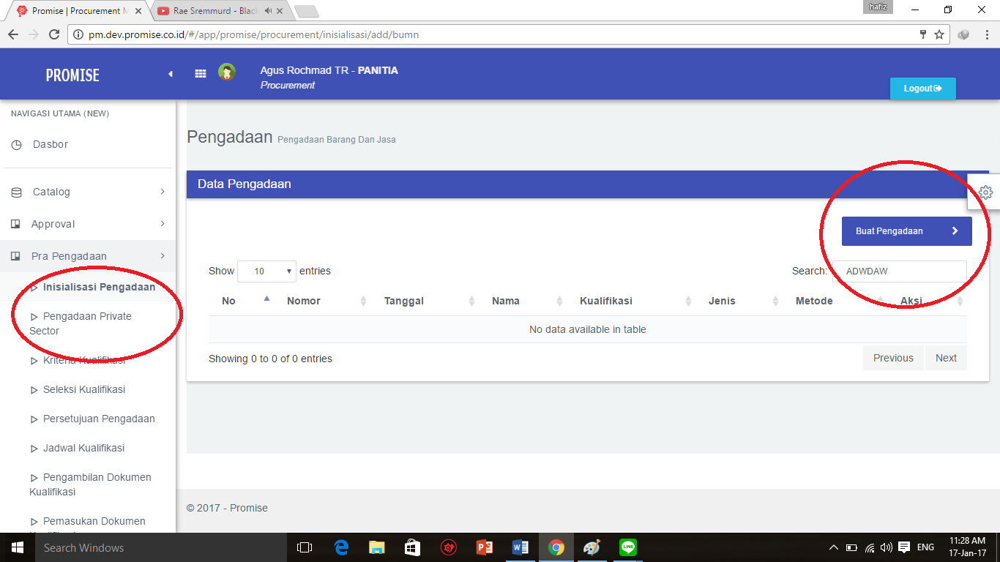 Promise | Procurement M
Rae Sremmurd - Black
hafiz
pm.dev.promise.co.id/#/app/promise/procurement/inisialisasi/add/bumn
PROMISE
Agus Rochmad TR - PANITIA
Procurement
Logout
NAVIGASI UTAMA (NEW)
Dasbor
Catalog
Approval
Pra Pengadaan
Inisialisasi Pengadaan
Pengadaan Private
Sector
Kriteria Kualifikasi
Seleksi Kualifikasi
Persetujuan Pengadaan
Jadwal Kualifikasi
Pengambilan Dokumen
Kualifikasi
Pemasukan Dokumen
Pengadaan Pengadaan Barang Dan Jasa
Data Pengadaan
Buat Pengadaan
Show 10 entries
Search: ADWDAW
No Nomor Tanggal Nama Kualifikasi Jenis Metode Aksi
No data available in table
Showing 0 to 0 of 0 entries
Previous Next
© 2017 - Promise
Search Windows
ENG
11:28 AM
17-Jan-17